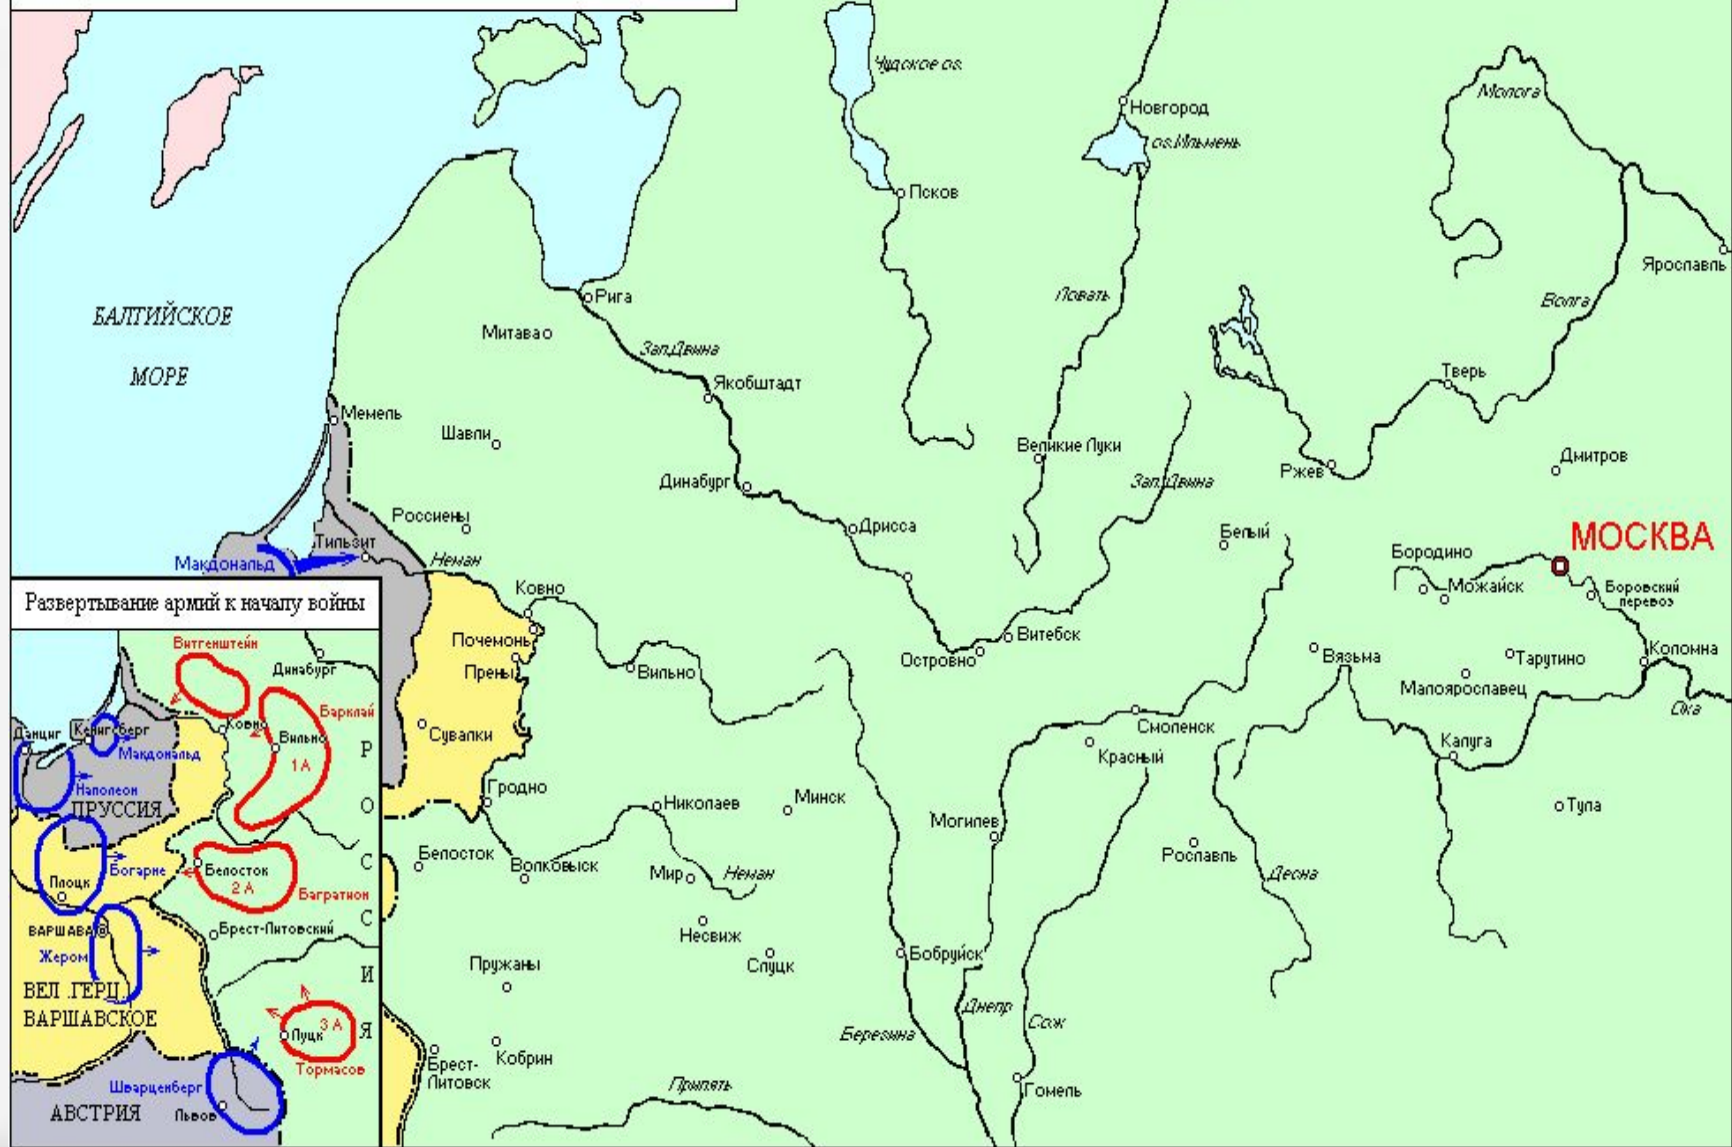 Чудское оз.
Новгород
оз.Ильмень
Молога
Псков
Ярославль
Ловать
Волга
БАЛТИЙСКОЕ
МОРЕ
Рига
Митава
Зап.Двина
Якобштадт
Тверь
Мемель
Шавли
Великие Луки
Ржев
Дмитров
Динабург
Зап.Двина
Россиены
Дрисса
Белый
МОСКВА
Тильзит
Неман
Макдональд
Бородино
Можайск
Боровский
перевоз
Ковно
Почемонь
Витебск
Островно
Прены
Вильно
Вязьма
Тарутино
Коломна
Малоярославец
Ока
Сувалки
Смоленск
Красный
Калуга
Гродно
Николаев
Минск
Могилев
Тула
Белосток
Волковыск
Мир
Неман
Рославль
Десна
Несвиж
Слуцк
Бобруйск
Пружаны
Днепр
Сож
Березина
Брест-
Литовск
Кобрин
Припять
Гомель
Развертывание армий к началу войны
Витгенштейн
Динабург
Барклай
Ковно
Данциг
Кенигсберг
Вильно
Макдональд
1 А
Наполеон
ПРУССИЯ
Богарне
Белосток
2 А
Плоцк
Багратион
ВАРШАВА
Брест-Литовский
Жером
ВЕЛ .ГЕРЦ.
ВАРШАВСКОЕ
3 А
Луцк
Тормасов
Шварценберг
АВСТРИЯ
Львов
Р
О
С
С
И
Я